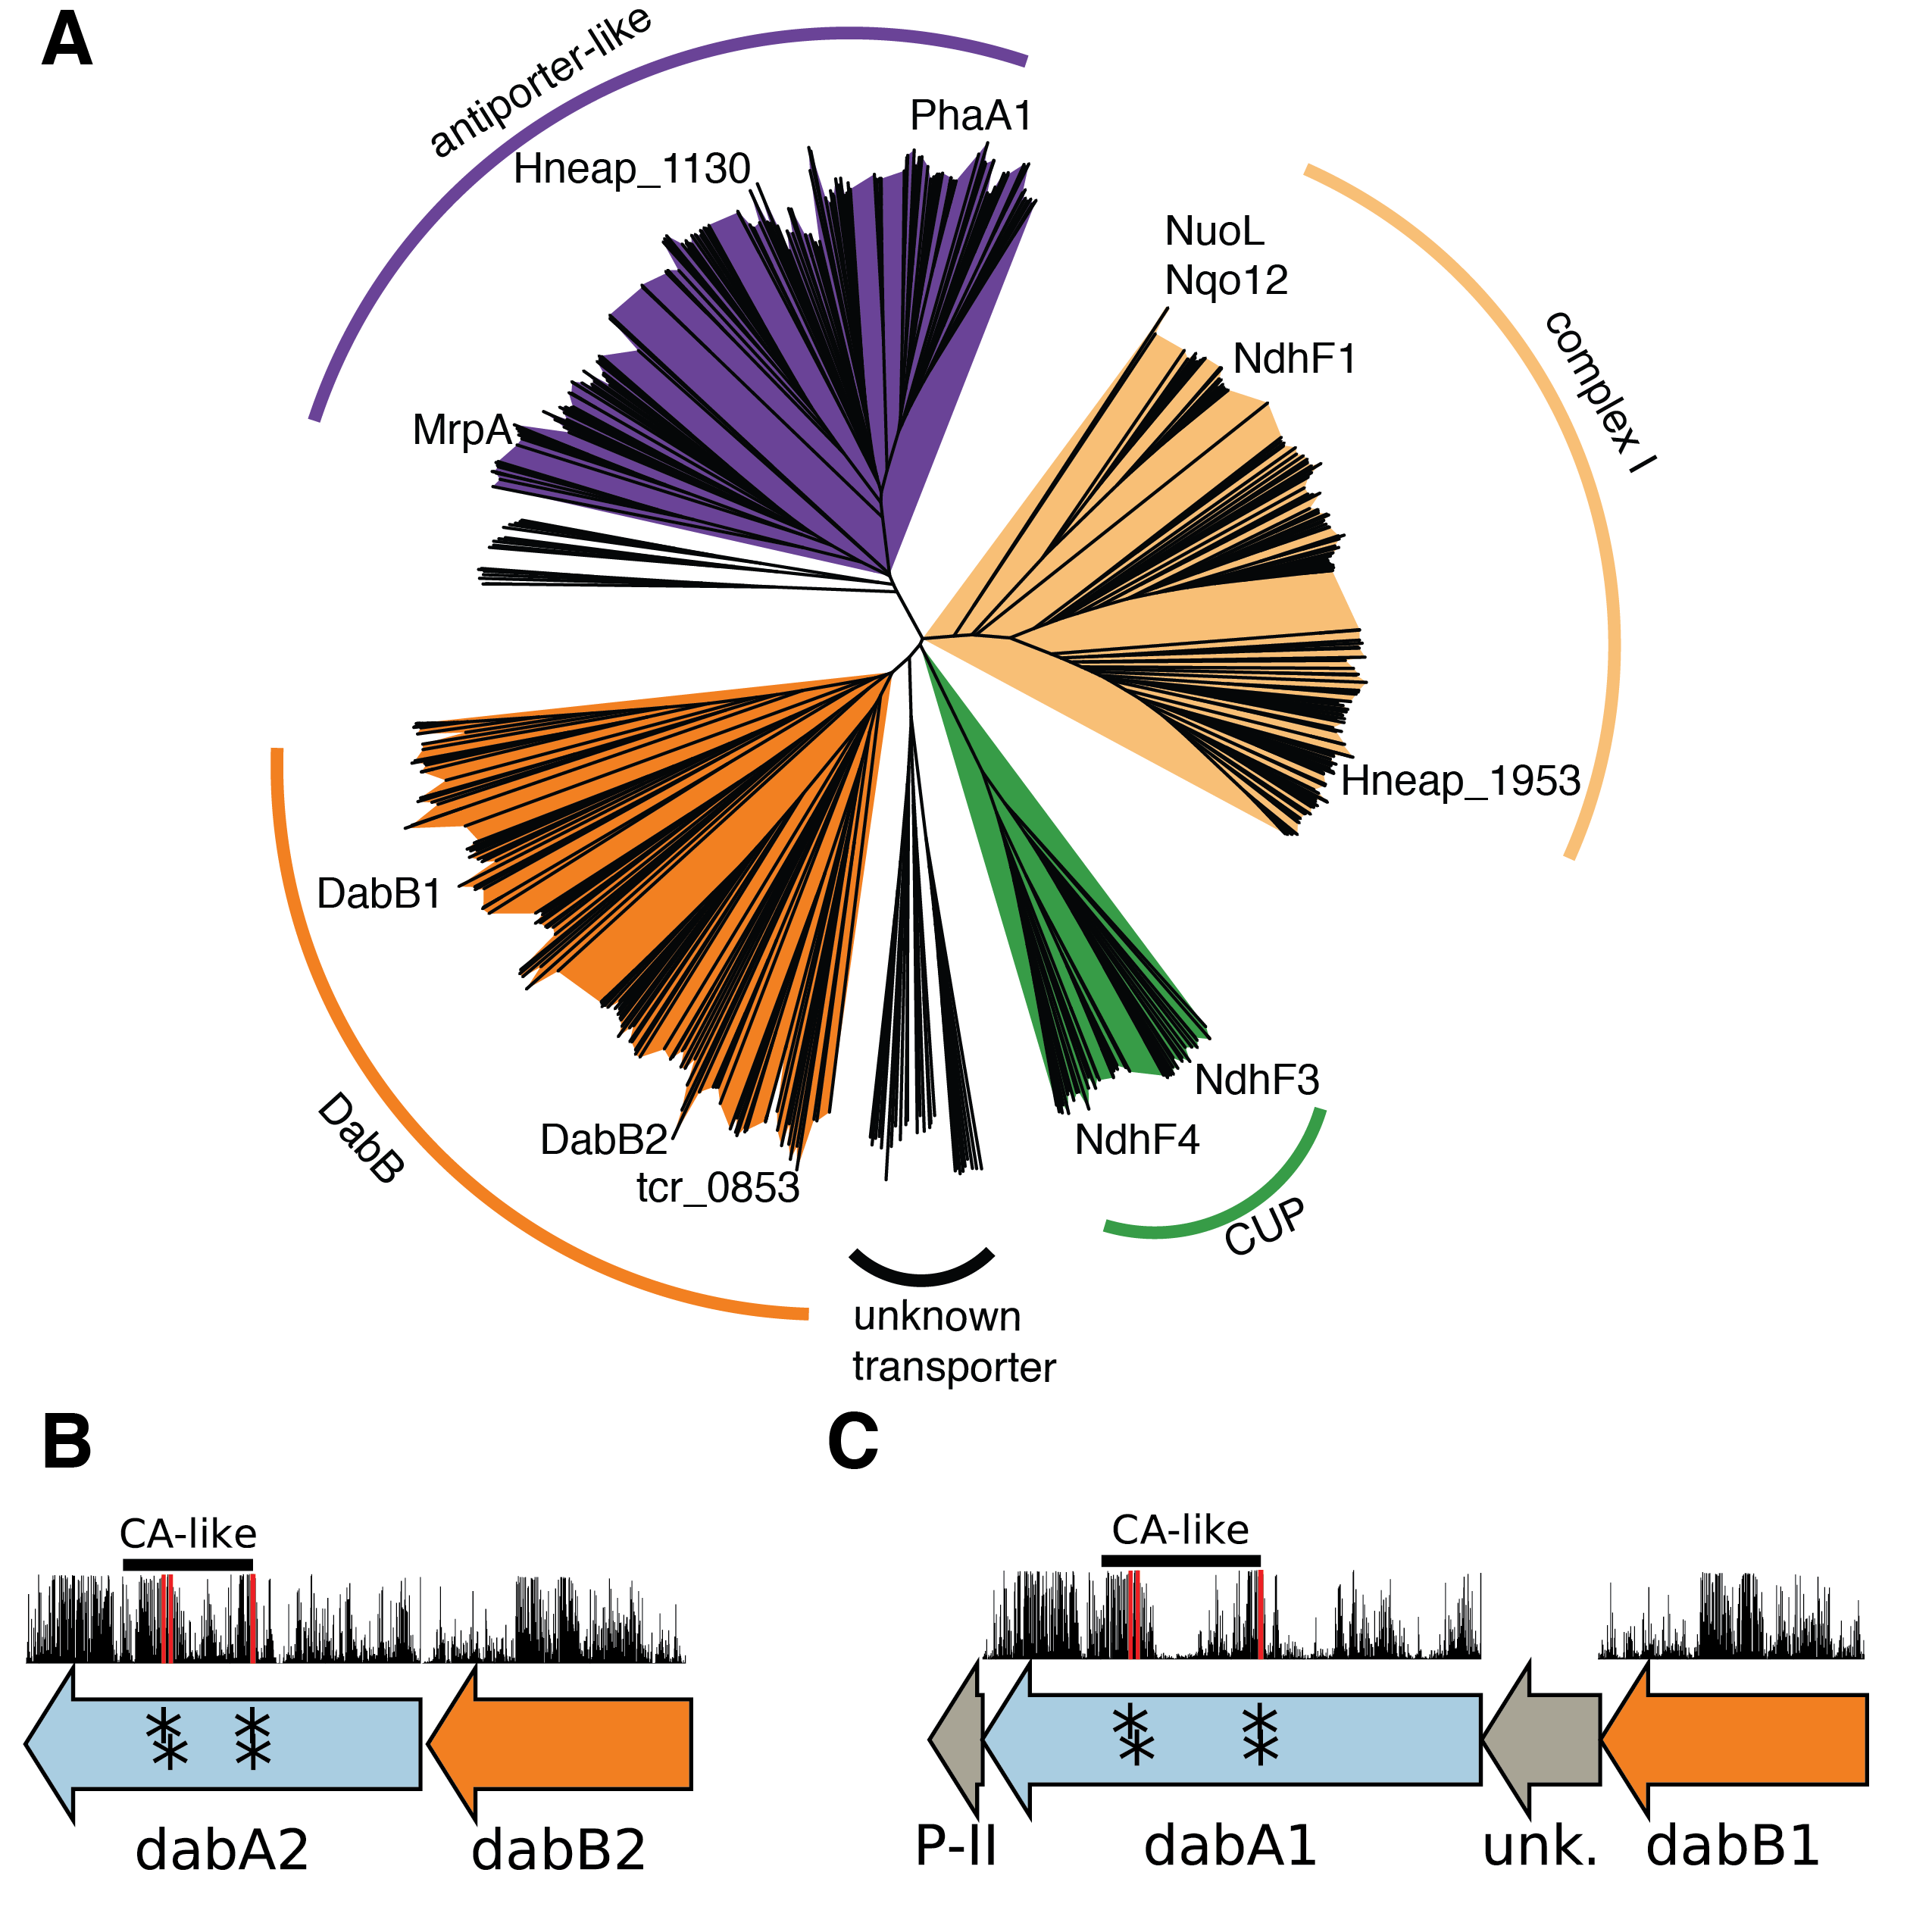 A
antiporter-like
PhaA1
Hneap_1130
NuoL
Nqo12
NdhF1
complex I
MrpA
Hneap_1953
DabB1
NdhF3
DabB2
NdhF4
tcr_0853
DabB
CUP
unknown
transporter
B
CA-like
* *
* *
dabA2
dabB2
C
CA-like
* *
* *
P-II
dabA1
unk.
dabB1